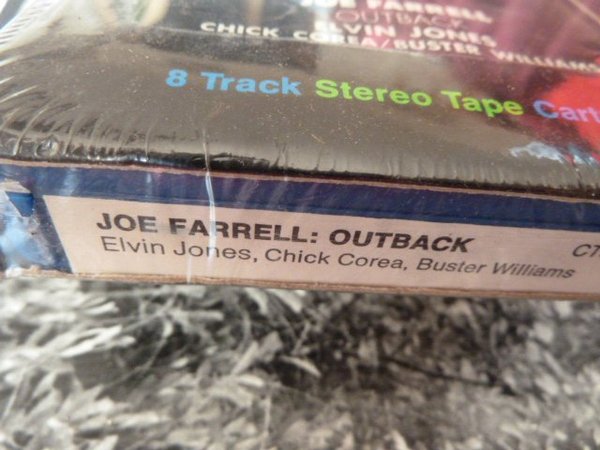 JOE FARRELL
OUTBACK
ELVIN JONES
CHICK COREA/BUSTER WILLIAMS
8 Track Stereo Tape
JOE FARRELL: OUTBACK
Elvin Jones, Chick Corea, Buster Williams